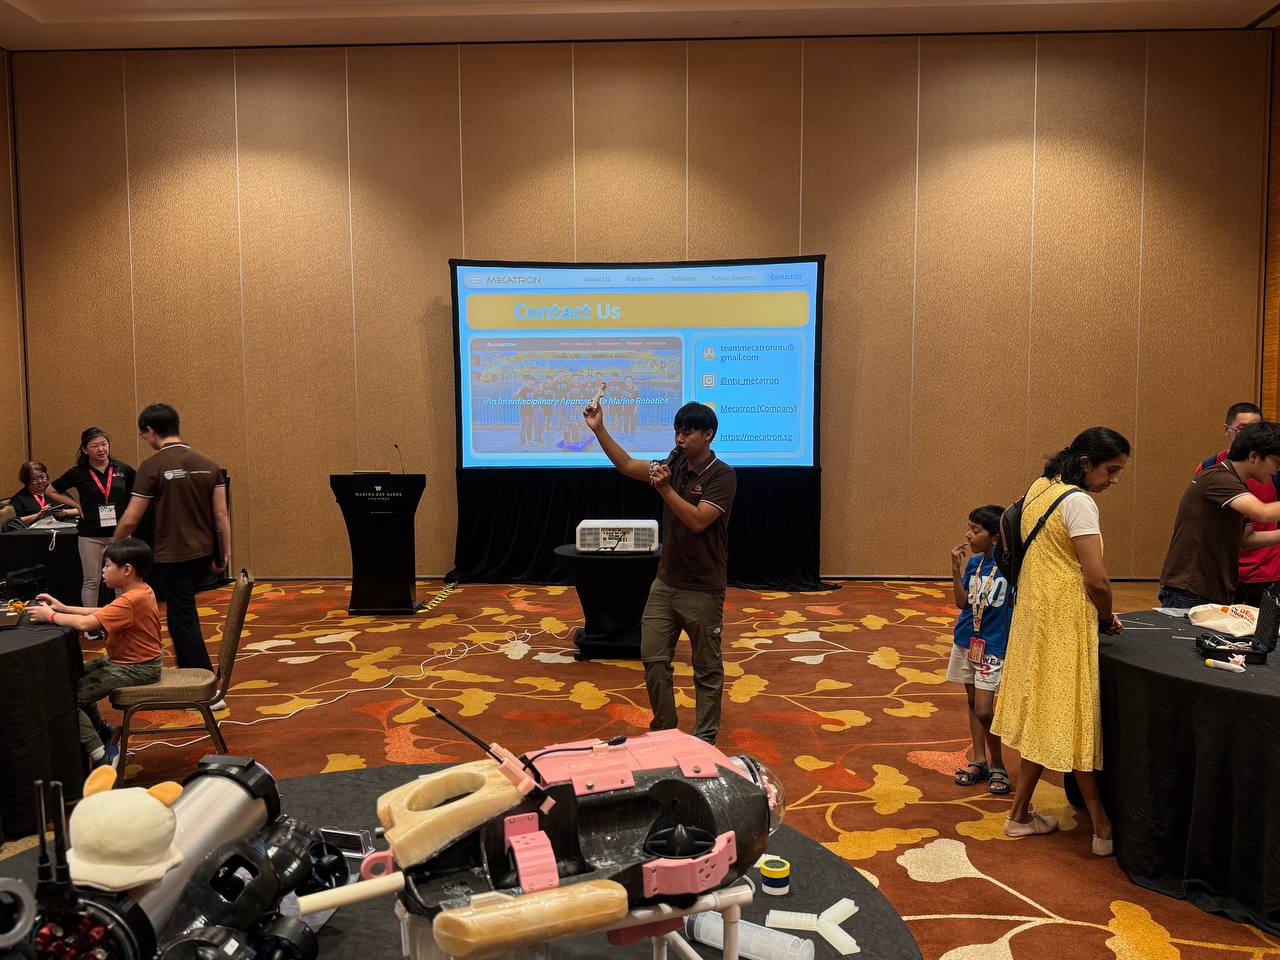 MECATRON
About Us
Hardware
Software
Future Direction
Contact Us
Contact Us
An Interdisciplinary Approach To Marine Robotics
teammecatronntu@
gmail.com
@ntu_mecatron
Mecatron (Company)
https://mecatron.sg
MARINA BAY SANDS
SINGAPORE